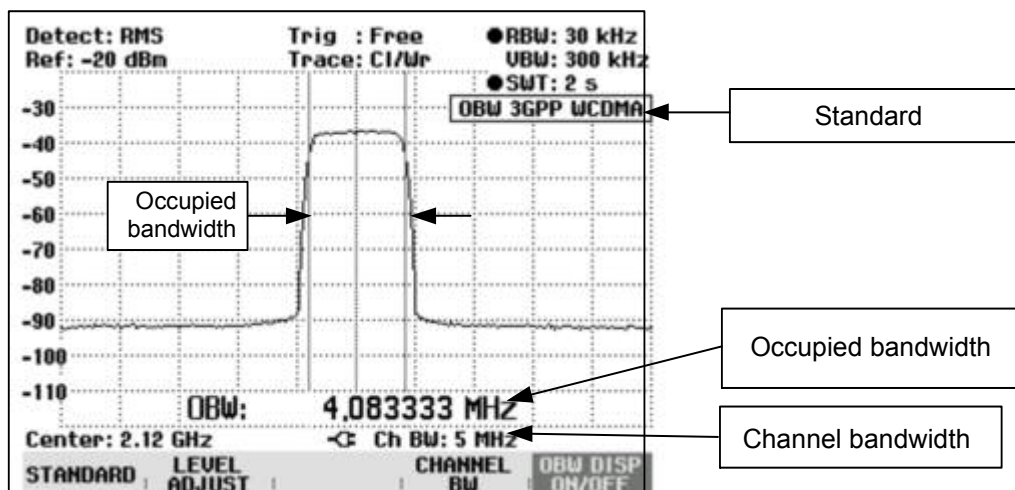 Detect: RMS Trig : Free ●RBW: 30 kHz
Ref: -20 dBm Trace: Cl/Wr VBW: 300 kHz
●SWT: 2 s
OBW 3GPP WCDMA
Standard
-30
-40
-50
Occupied
bandwidth
-60
-70
-80
-90
-100
-110
Occupied bandwidth
OBW: 4,083333 MHz
Center: 2.12 GHz Ch BW: 5 MHz
Channel bandwidth
STANDARD
LEVEL
ADJUST
CHANNEL
BW
OBW DISP
ON/OFF